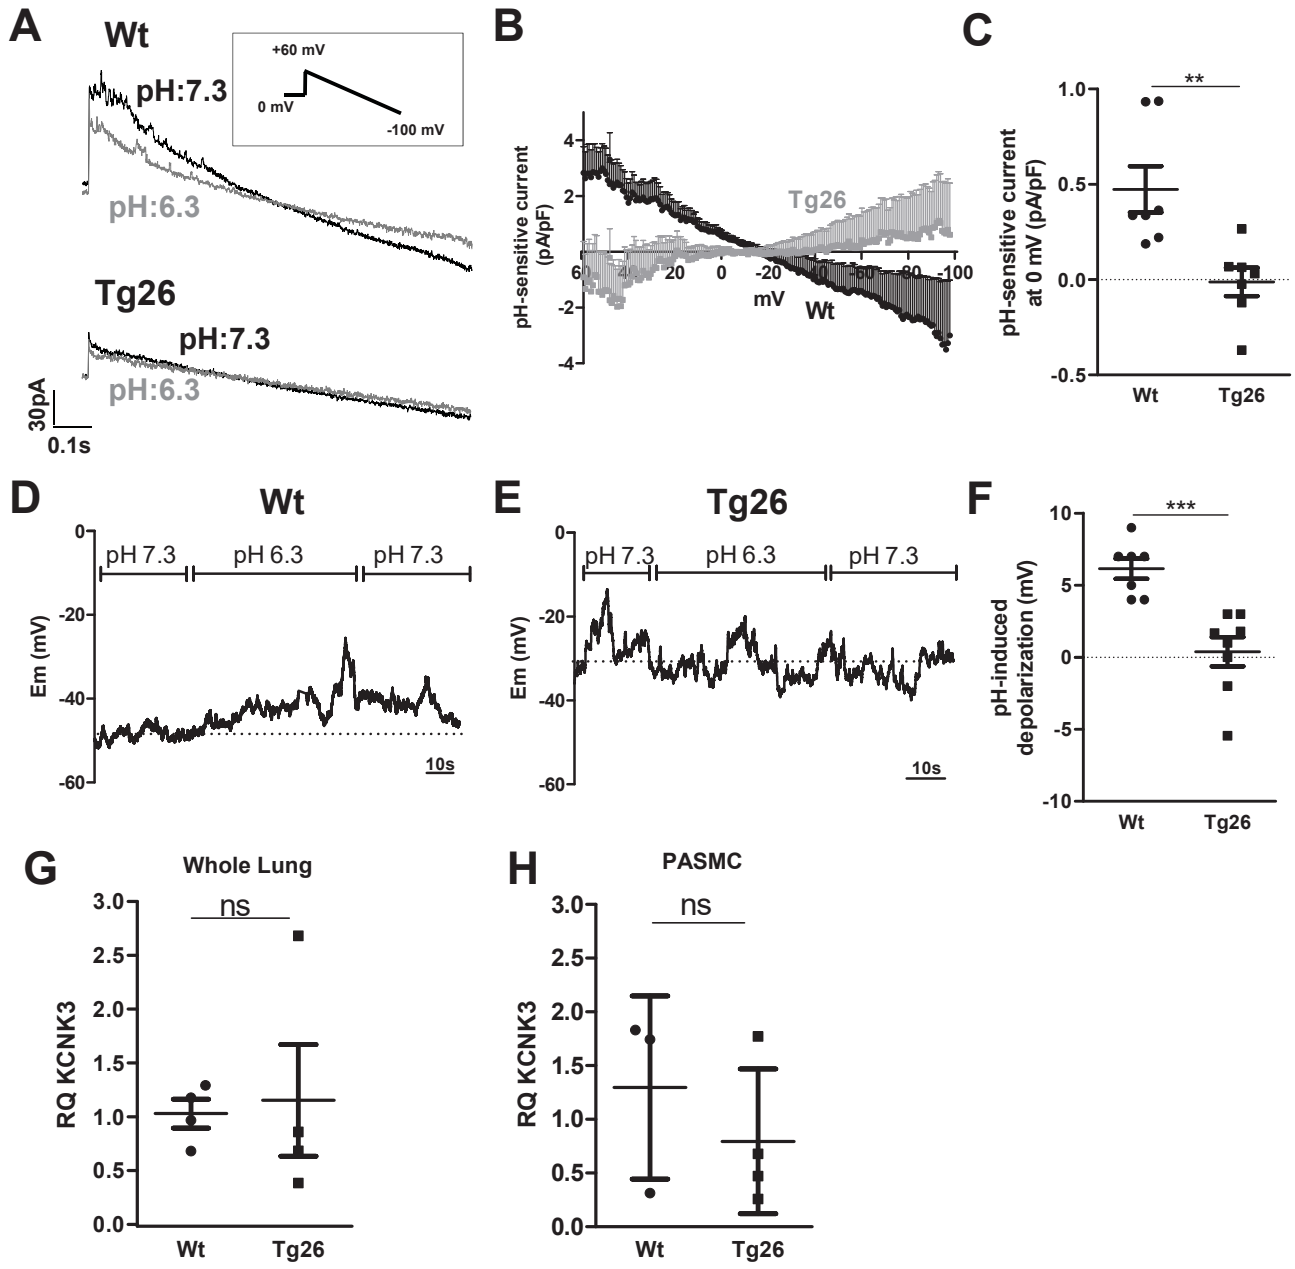 A
Wt
pH:7.3
pH:6.3
+60 mV
0 mV
-100 mV
Tg26
pH:7.3
pH:6.3
30pA
0.1s
B
pH-sensitive current
(pA/pF)
4
2
-2
-4
60
40
20
0
-20
-40
-60
-80
-100
mV
Tg26
Wt
C
pH-sensitive current
at 0 mV (pA/pF)
1.0
0.5
0.0
-0.5
**
Wt
Tg26
D
Wt
Em (mV)
0
-20
-40
-60
pH 7.3
pH 6.3
pH 7.3
10s
E
Tg26
Em (mV)
0
-20
-40
-60
pH 7.3
pH 6.3
pH 7.3
10s
F
pH-induced
depolarization (mV)
10
5
0
-5
-10
***
Wt
Tg26
G
Whole Lung
RQ KCNK3
3.0
2.5
2.0
1.5
1.0
0.5
0.0
ns
Wt
Tg26
H
PASMC
RQ KCNK3
3.0
2.5
2.0
1.5
1.0
0.5
0.0
ns
Wt
Tg26